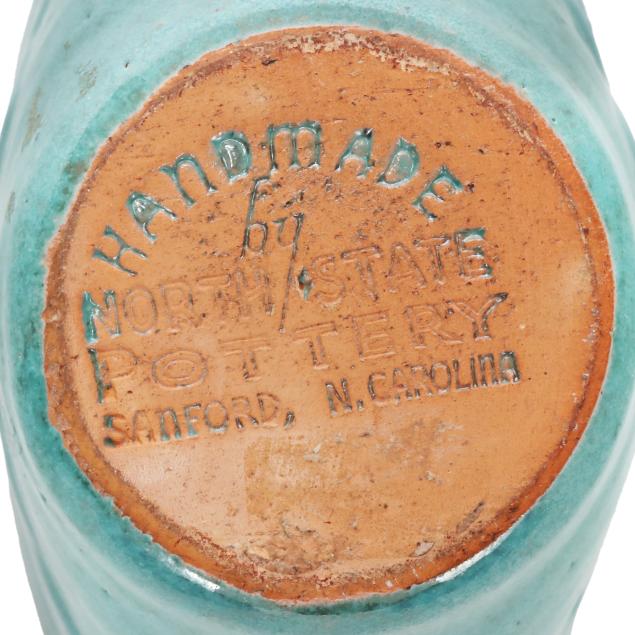 HANDMADE
by
NORTH STATE
POTTERY
SANFORD, N. CAROLINA